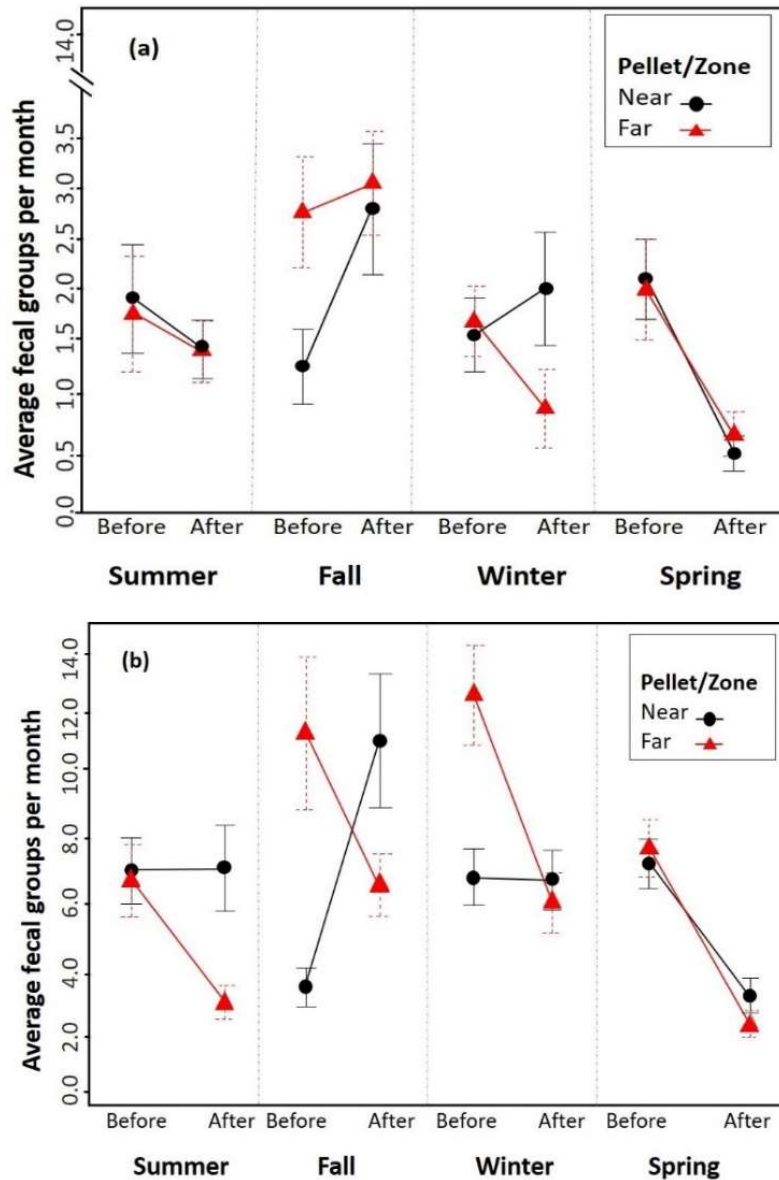 (a)
Average fecal groups per month
14.0
3.5
3.0
2.5
2.0
1.5
1.0
0.5
0.0
Pellet/Zone
Near
Far
Before After Before After Before After Before After
Summer Fall Winter Spring
(b)
Average fecal groups per month
14.0
12.0
10.0
8.0
6.0
4.0
2.0
0.0
Pellet/Zone
Near
Far
Before After Before After Before After Before After
Summer Fall Winter Spring